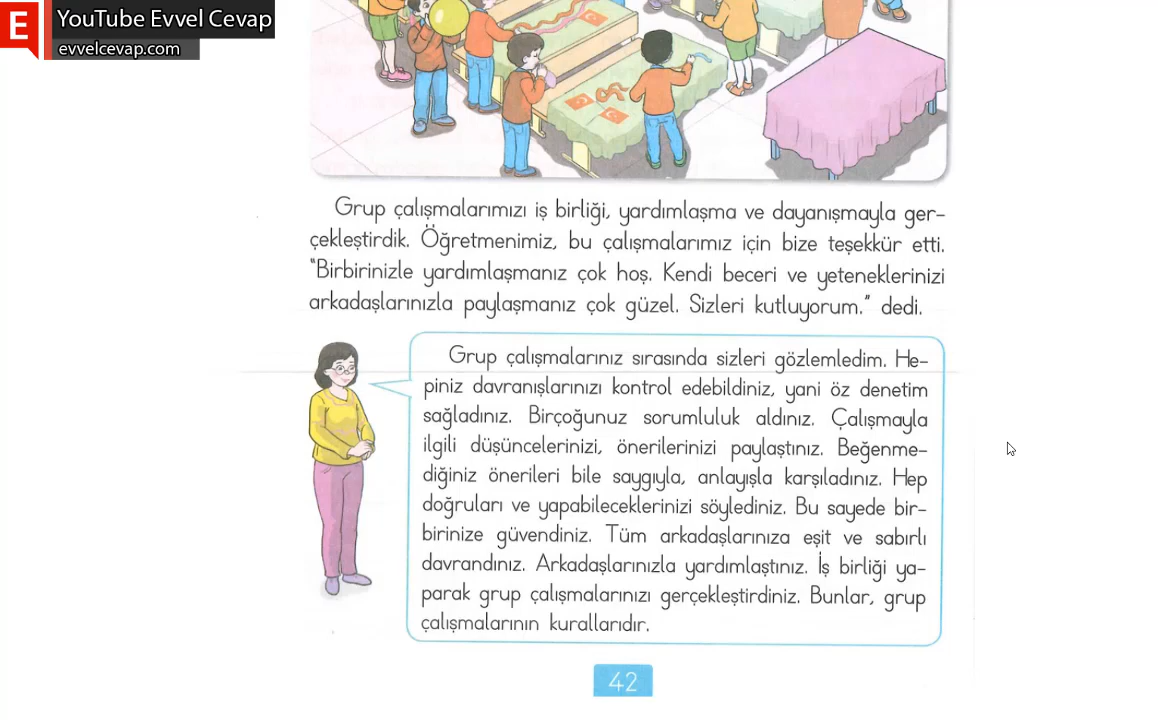 E
YouTube Evvel Cevap
evvelcevap.com
Grup çalışmalarımızı iş birliği, yardımlaşma ve dayanışmayla ger-
çekleştirdik. Öğretmenimiz, bu çalışmalarımız için bize teşekkür etti.
"Birbirinizle yardımlaşmanız çok hoş. Kendi beceri ve yeteneklerinizi
arkadaşlarınızla paylaşmanız çok güzel. Sizleri kutluyorum." dedi.
Grup çalışmalarınız sırasında sizleri gözlemledim. He-
piniz davranışlarınızı kontrol edebildiniz, yani öz denetim
sağladınız. Birçoğunuz sorumluluk aldınız. Çalışmayla
ilgili düşüncelerinizi, önerilerinizi paylaştınız. Beğenme-
diğiniz önerileri bile saygıyla, anlayışla karşıladınız. Hep
doğruları ve yapabileceklerinizi söylediniz. Bu sayede bir-
birinize güvendiniz. Tüm arkadaşlarınıza eşit ve sabırlı
davrandınız. Arkadaşlarınızla yardımlaştınız. İş birliği ya-
parak grup çalışmalarınızı gerçekleştirdiniz. Bunlar, grup
çalışmalarının kurallarıdır.
42